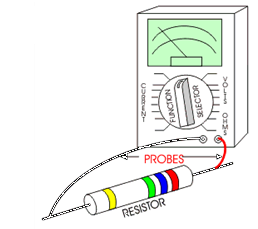 CURRENT
FUNCTION
SELECTOR
VOLTS OHMS
PROBES
RESISTOR